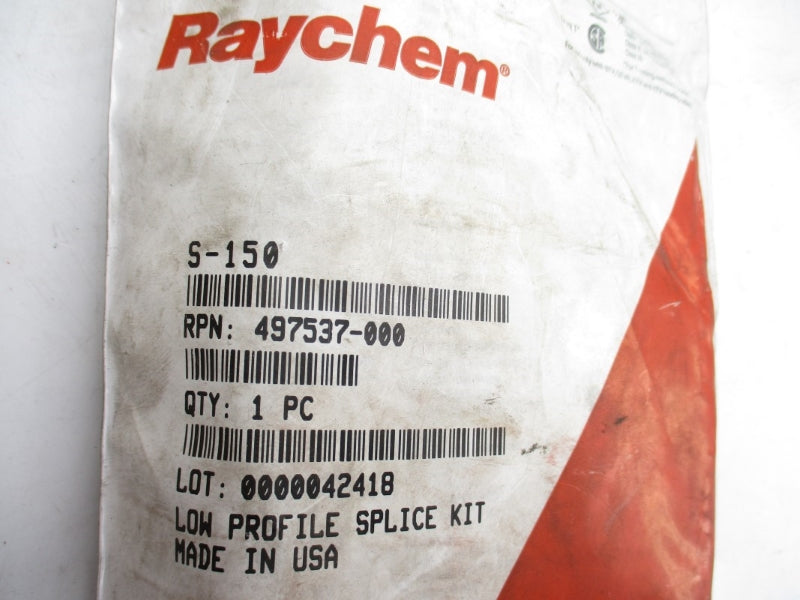 Raychem®
S-150
RPN: 497537-000
QTY: 1 PC
LOT: 0000042418
LOW PROFILE SPLICE KIT
MADE IN USA